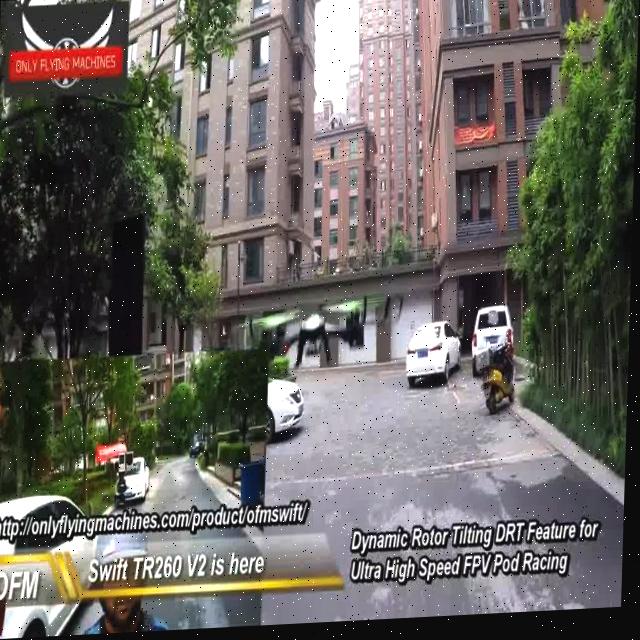 ONLY FLYING MACHINES
http://onlyflyingmachines.com/product/ofmswift/
Dynamic Rotor Tilting DRT Feature for
Ultra High Speed FPV Pod Racing
OFM
Swift TR260 V2 is here